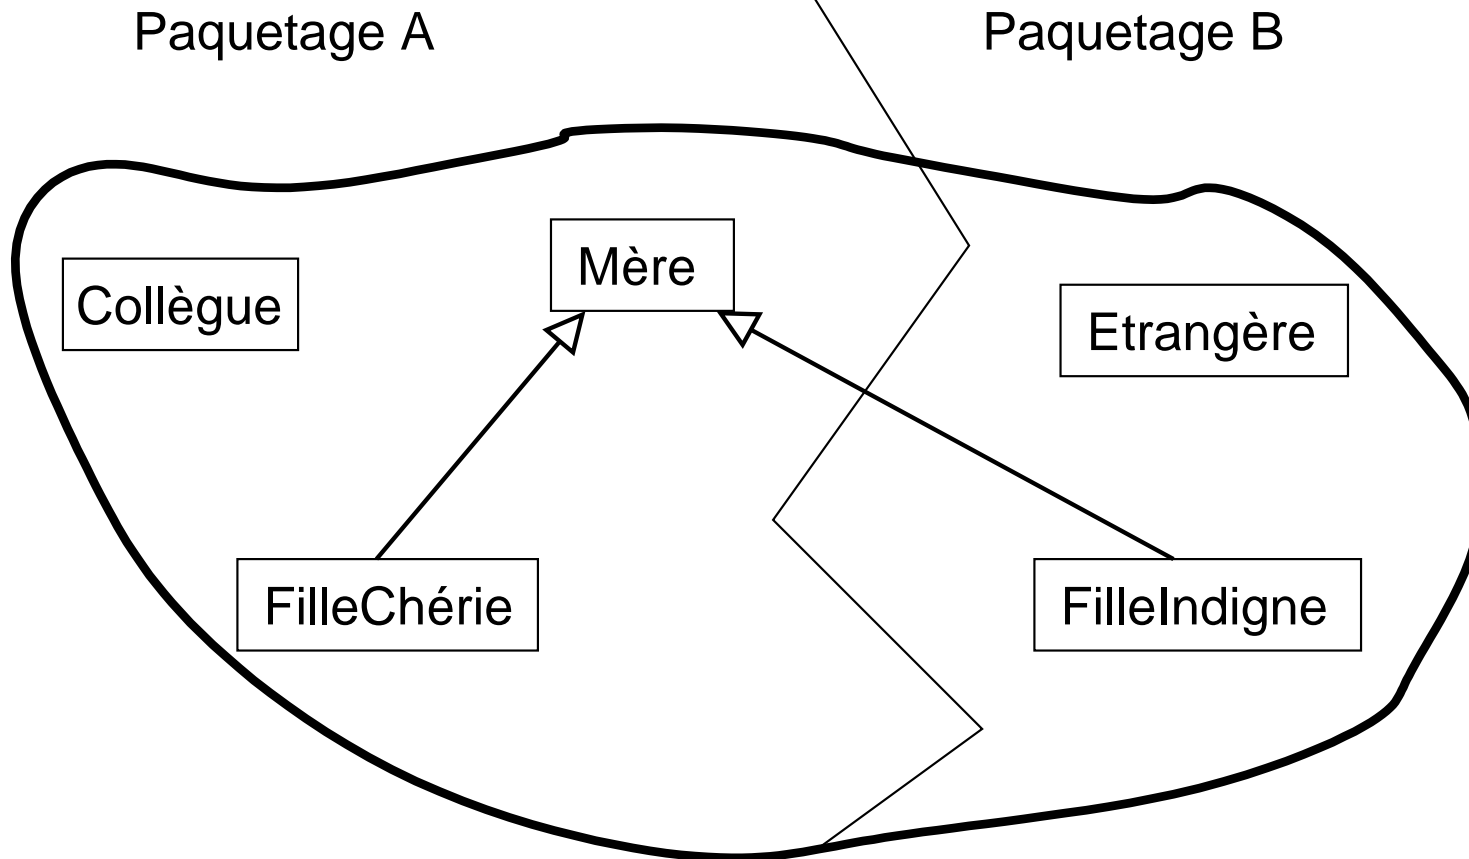 Paquetage A
Paquetage B
Mère
Collègue
Etrangère
FilleChérie
FilleIndigne